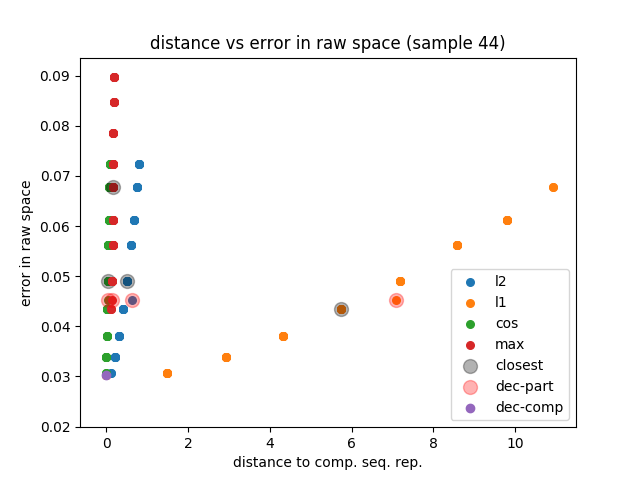 distance vs error in raw space (sample 44)
error in raw space
0.09
0.08
0.07
0.06
0.05
0.04
0.03
0.02
l2
l1
cos
max
closest
dec-part
dec-comp
0 2 4 6 8 10
distance to comp. seq. rep.